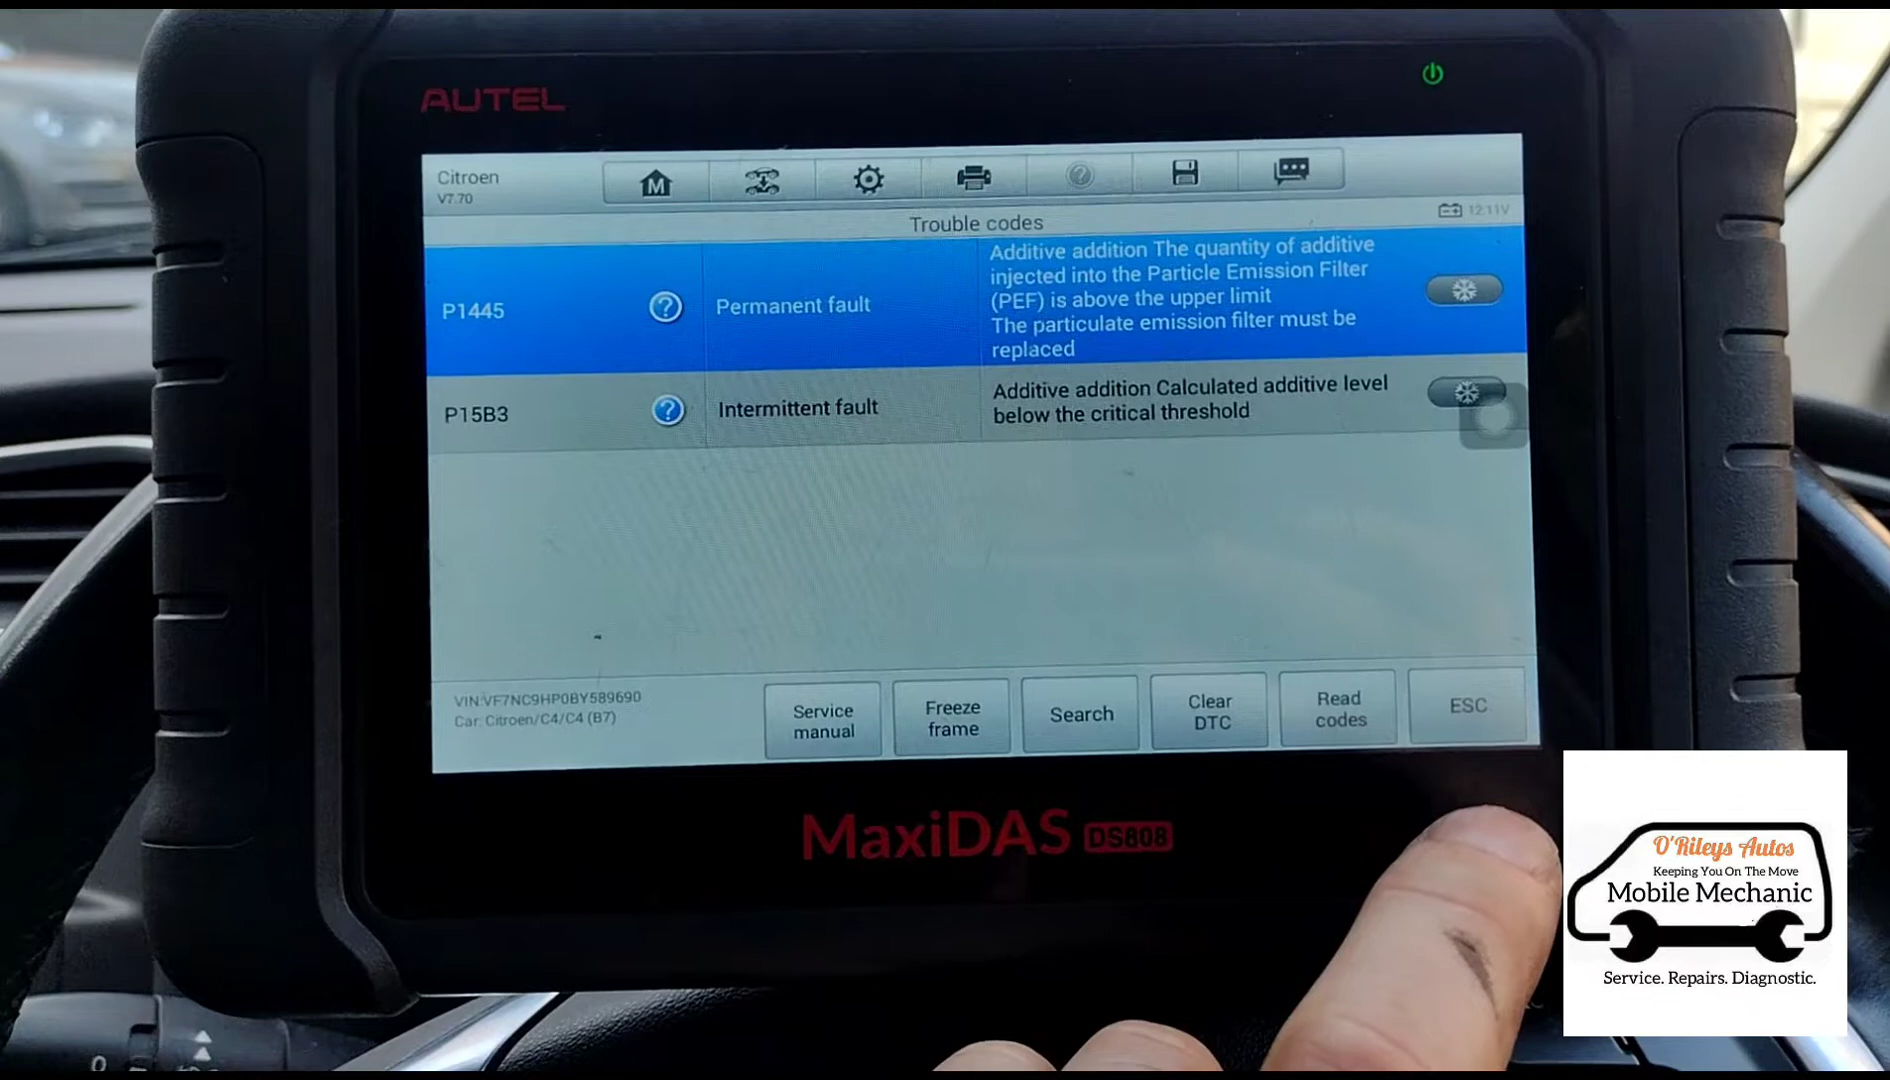 AUTEL
Citroen
V7.70
M
Trouble codes
12.11V
P1445
?
Permanent fault
Additive addition The quantity of additive
injected into the Particle Emission Filter
(PEF) is above the upper limit
The particulate emission filter must be
replaced
P15B3
?
Intermittent fault
Additive addition Calculated additive level
below the critical threshold
VIN:VF7NC9HP0BY589690
Car: Citroen/C4/C4 (B7)
Service
manual
Freeze
frame
Search
Clear
DTC
Read
codes
ESC
MaxiDAS DS808
O'Rileys Autos
Keeping You On The Move
Mobile Mechanic
Service. Repairs. Diagnostic.
0